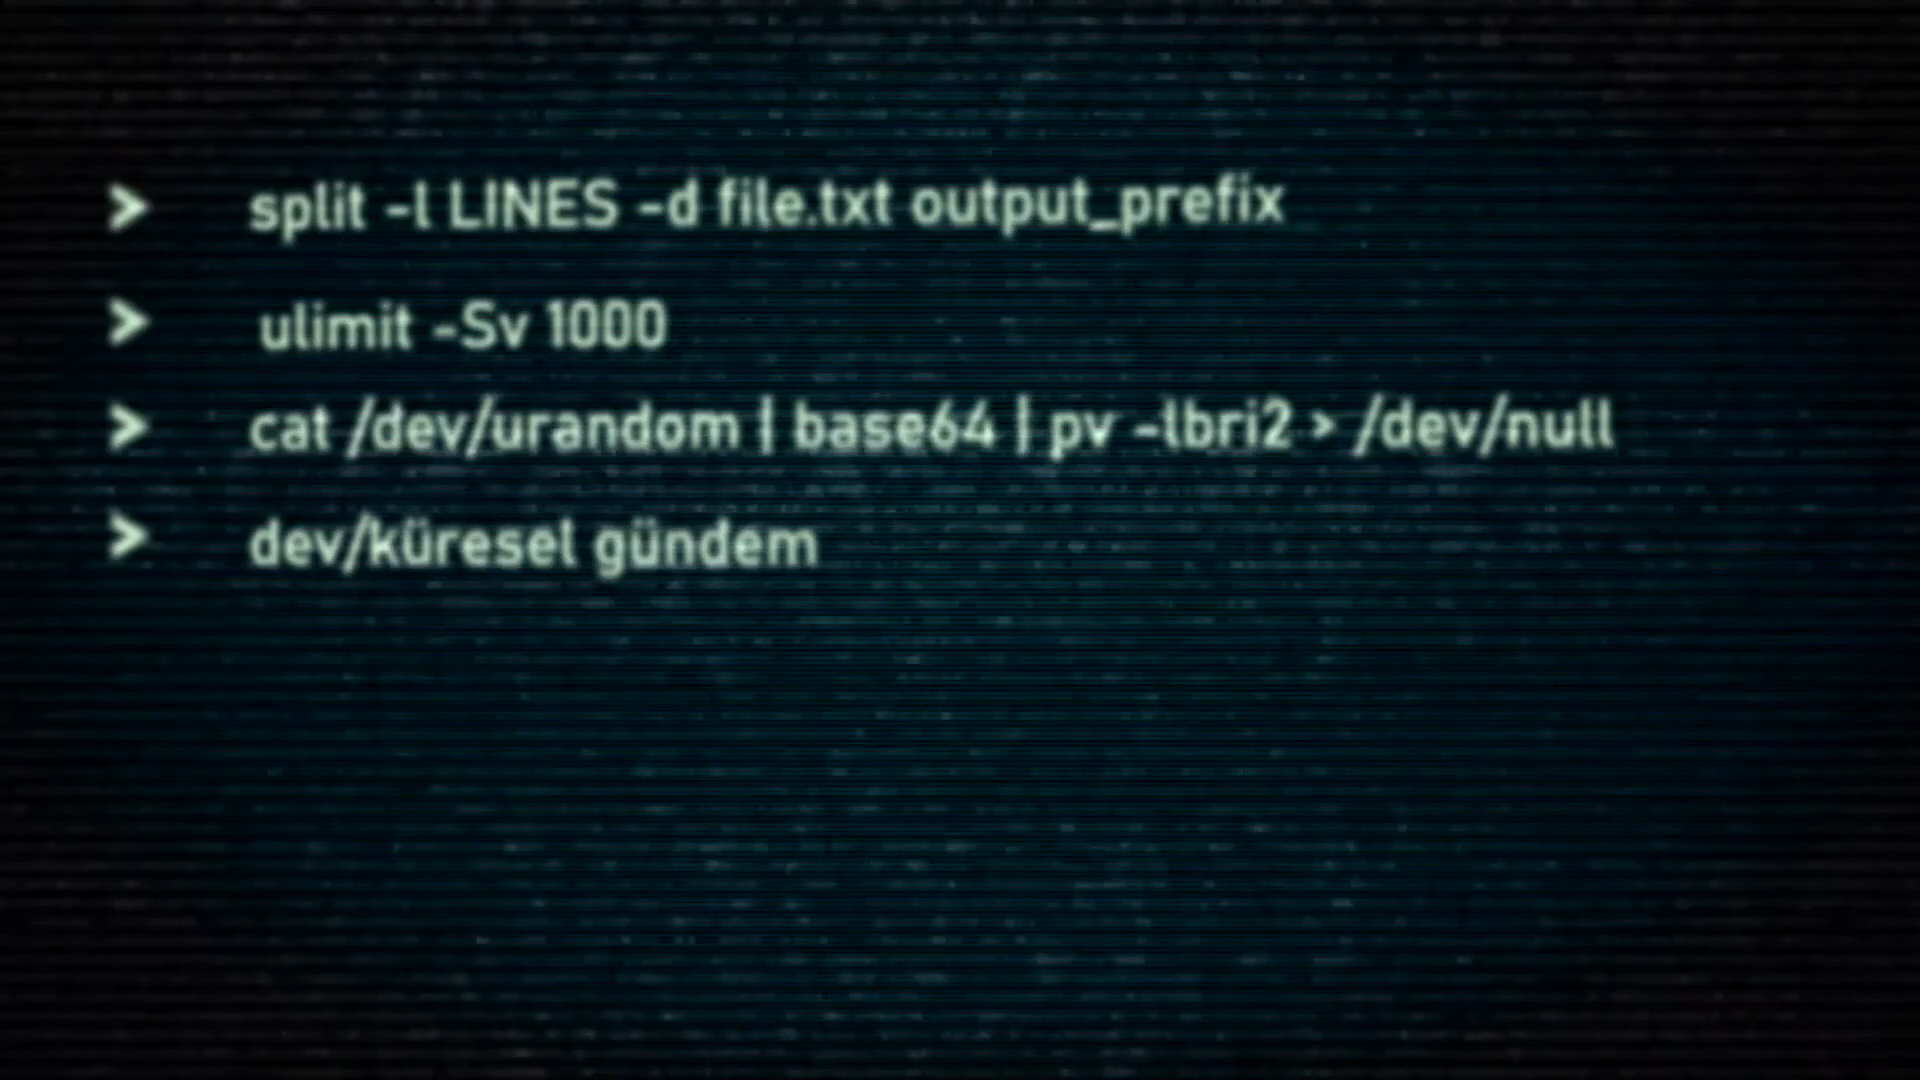 > split -l LINES -d file.txt output_prefix
> ulimit -Sv 1000
> cat /dev/urandom | base64 | pv -lbri2 > /dev/null
> dev/küresel gündem